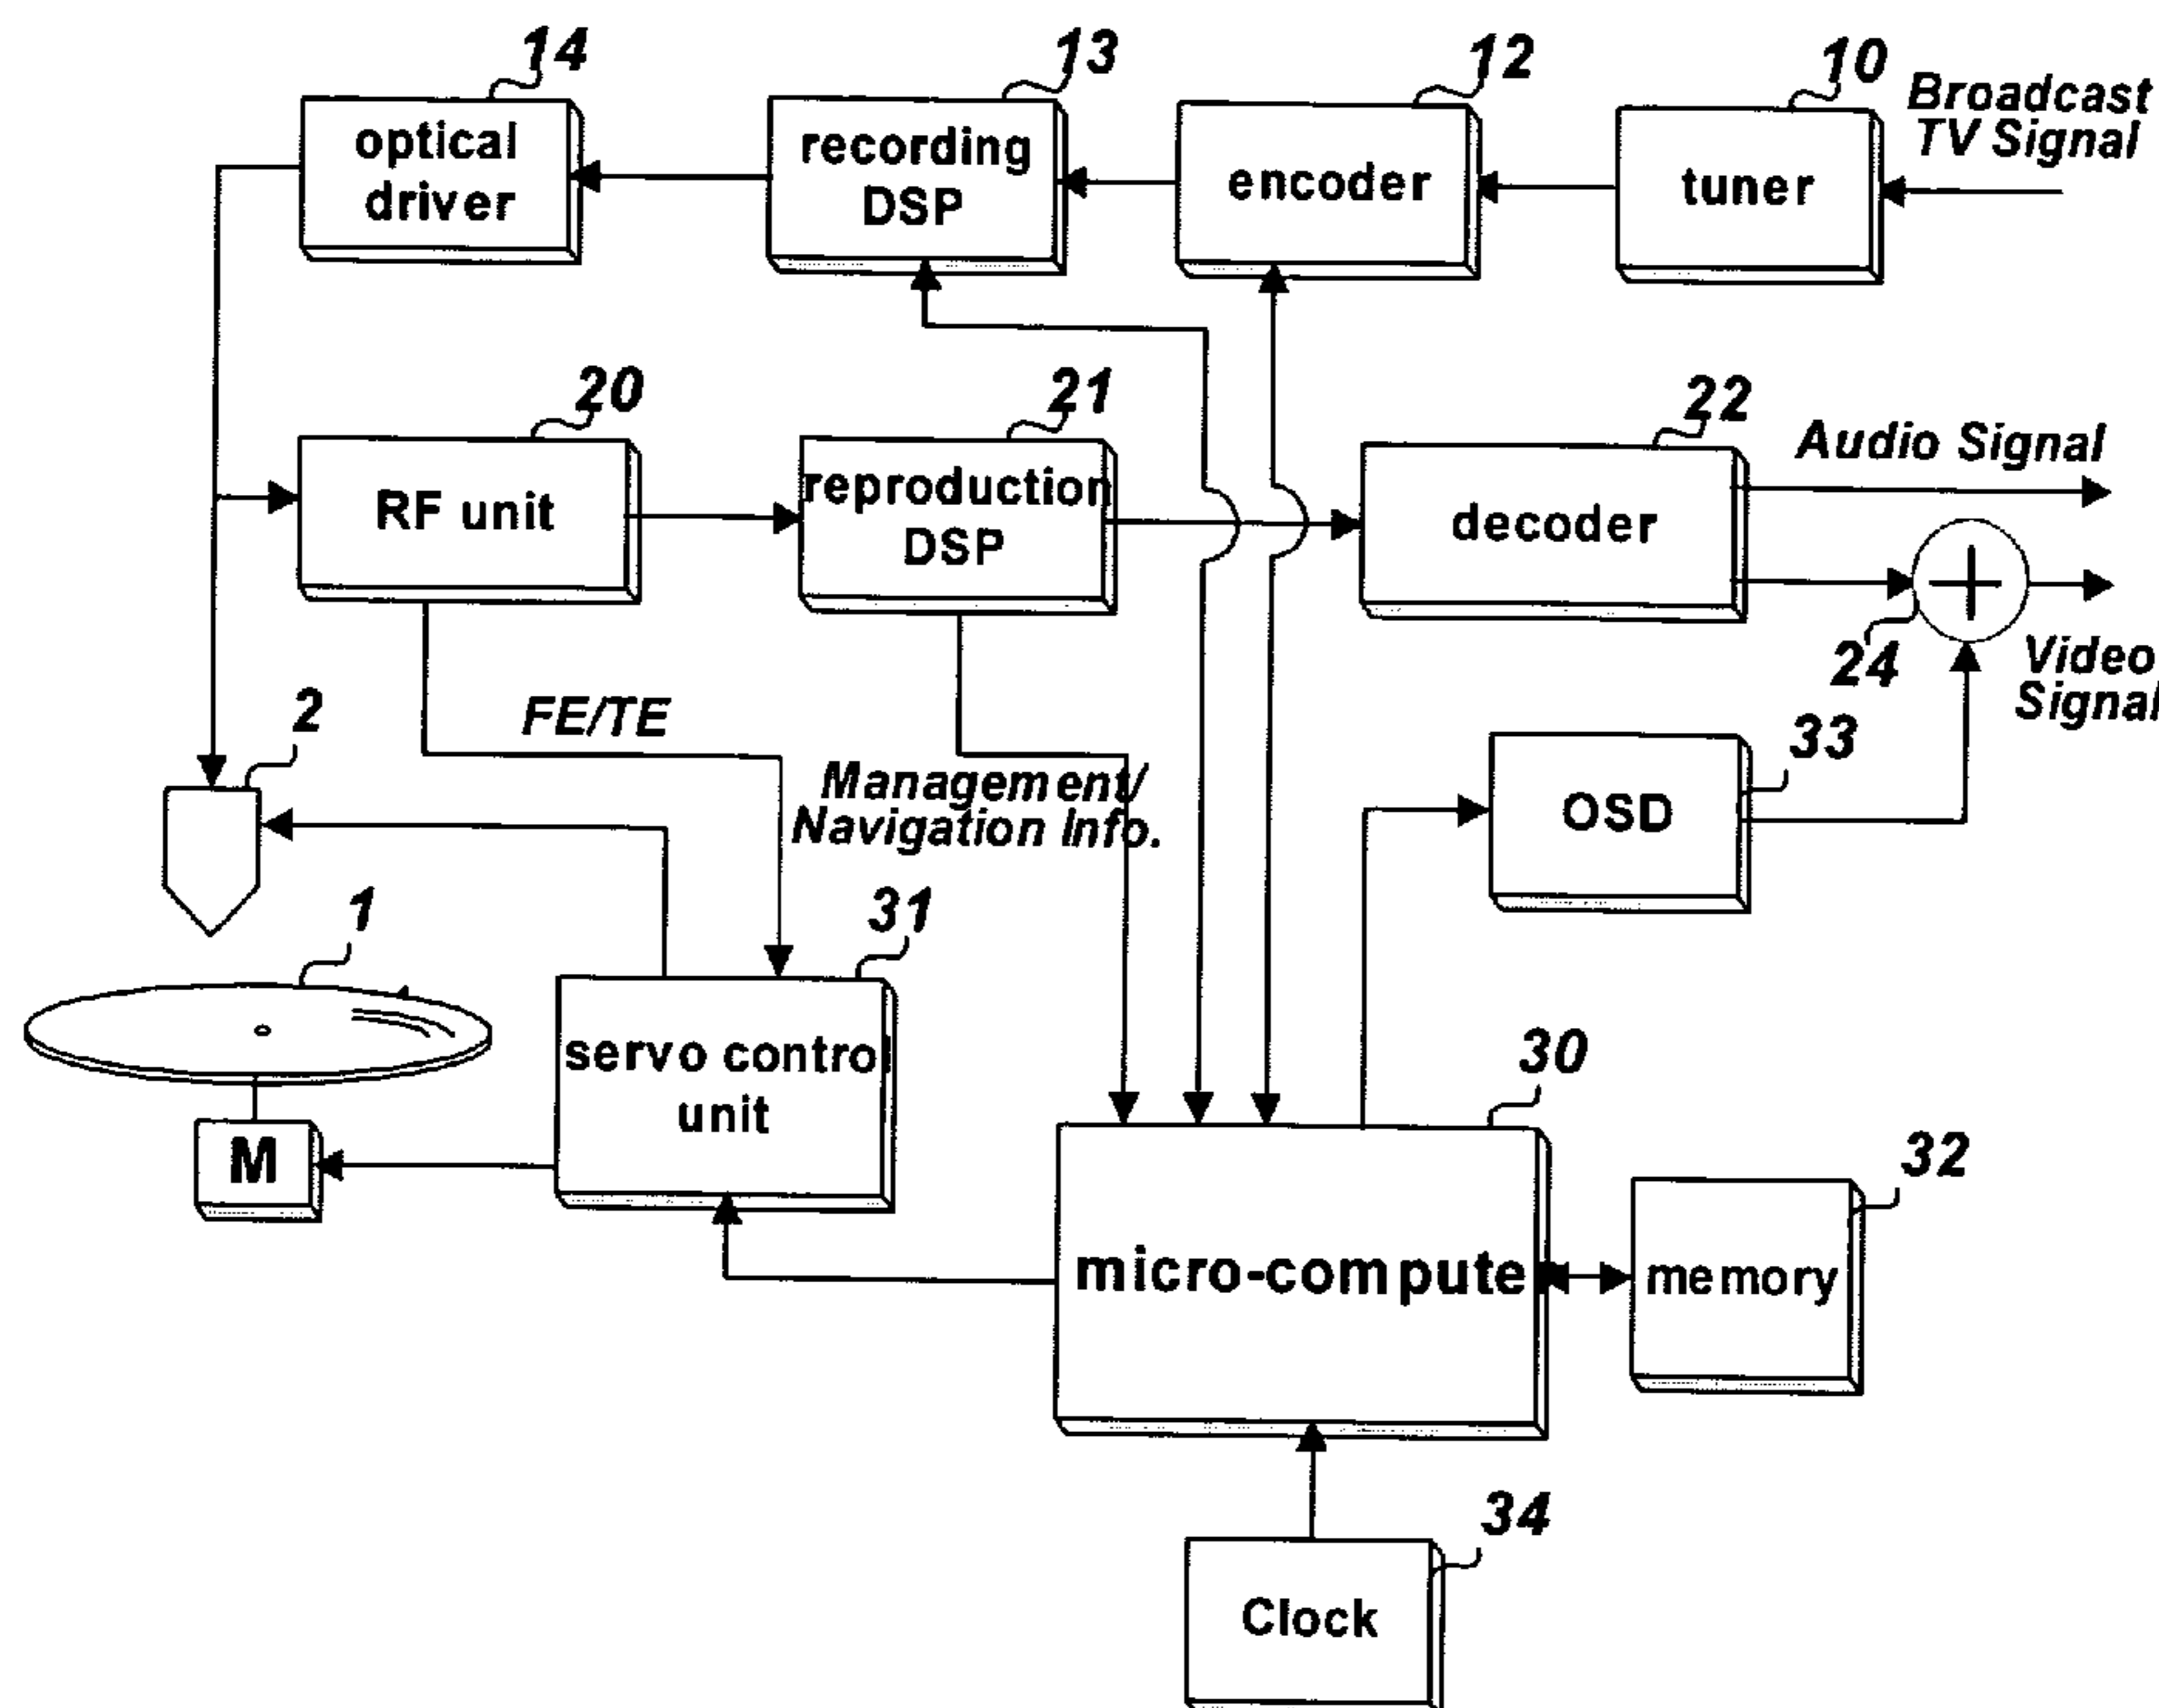 14
13
12
10
Broadcast
TV Signal
optical
driver
recording
DSP
encoder
tuner
20
21
22
Audio Signal
RF unit
reproduction
DSP
decoder
24
Video
Signal
2
FE/TE
Management/
Navigation Info.
33
OSD
1
31
servo contro
unit
30
M
32
micro-compute
memory
34
Clock